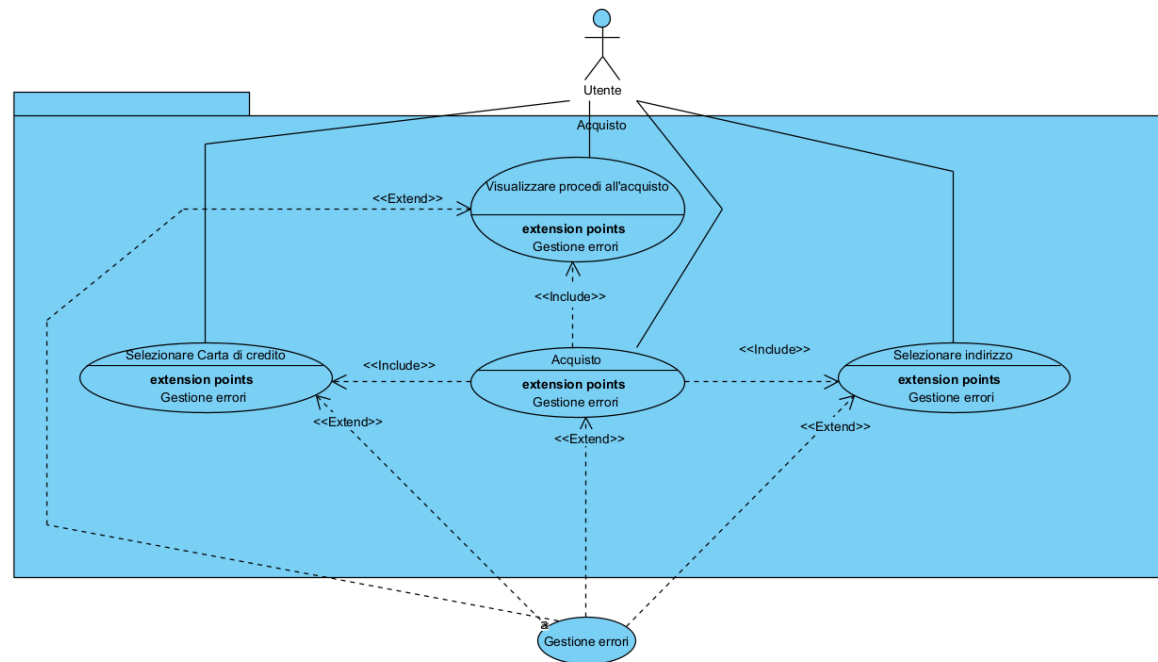 Utente
Acquisto
Visualizzare procedi all'acquisto
<<Extend>>
extension points
Gestione errori
<<Include>>
Selezionare Carta di credito
extension points
Gestione errori
<<Include>>
Acquisto
extension points
Gestione errori
<<Include>>
Selezionare indirizzo
extension points
Gestione errori
<<Extend>>
<<Extend>>
<<Extend>>
a
Gestione errori